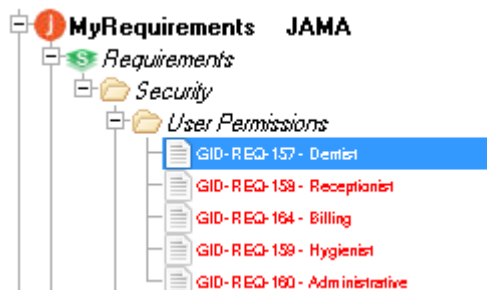 J MyRequirements JAMA
S Requirements
Security
User Permissions
GID-REQ-157 - Dentist
GID-REQ-158 - Receptionist
GID-REQ-164 - Billing
GID-REQ-159 - Hygienist
GID-REQ-160 - Administrative